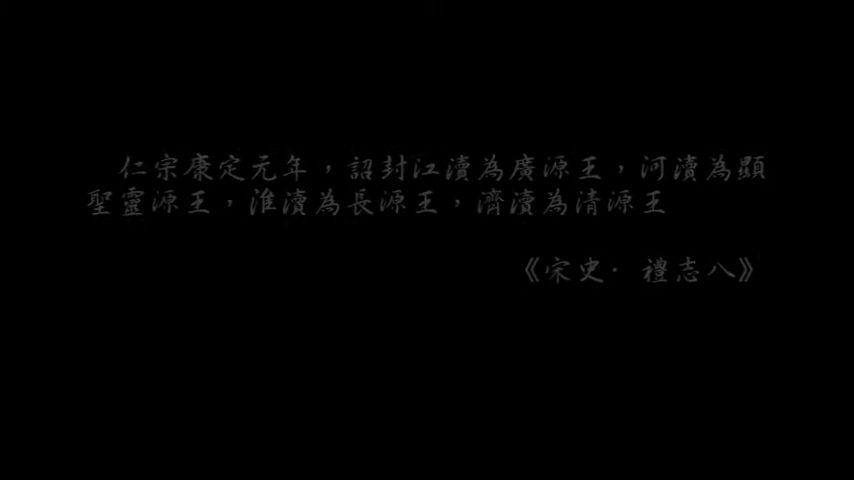 仁宗康定元年，詔封江瀆為廣源王，河瀆為顯
聖靈源王，淮瀆為長源王，濟瀆為清源王
《宋史· 禮志八》